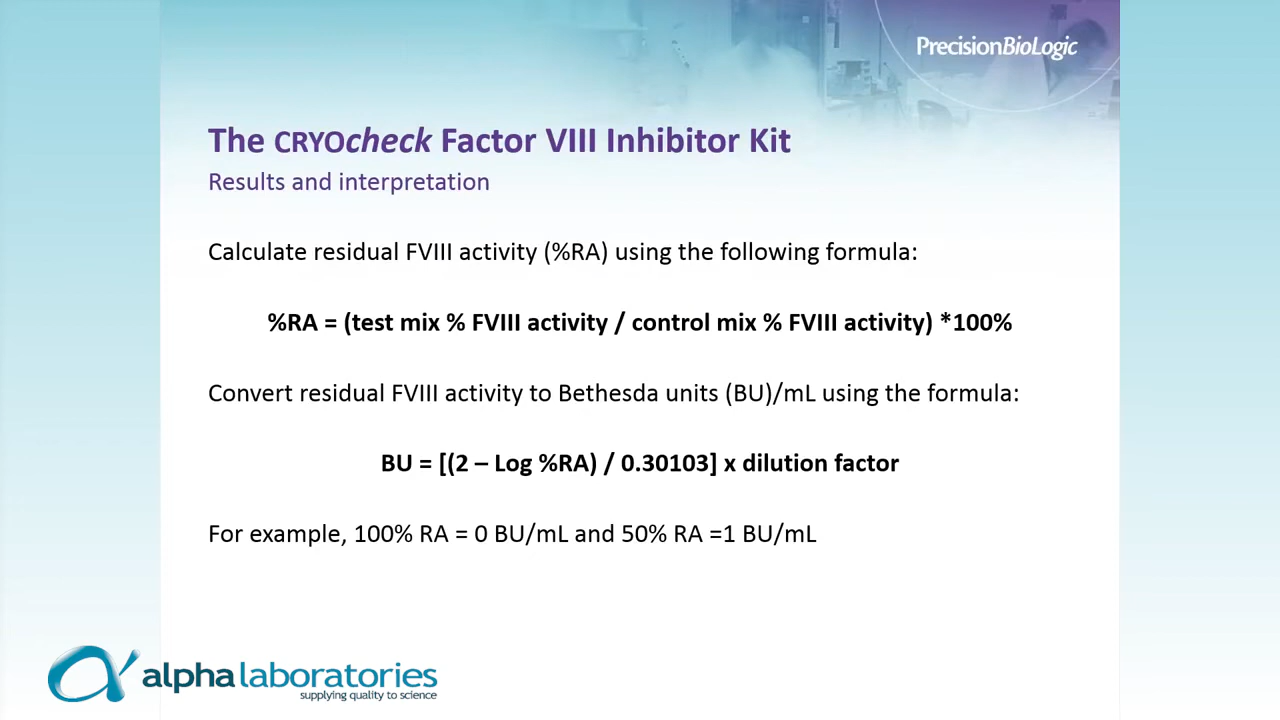 PrecisionBioLogic
The CRYOcheck Factor VIII Inhibitor Kit
Results and interpretation
Calculate residual FVIII activity (%RA) using the following formula:
%RA = (test mix % FVIII activity / control mix % FVIII activity) *100%
Convert residual FVIII activity to Bethesda units (BU)/mL using the formula:
BU = [(2 – Log %RA) / 0.30103] x dilution factor
For example, 100% RA = 0 BU/mL and 50% RA =1 BU/mL
alpha laboratories
supplying quality to science